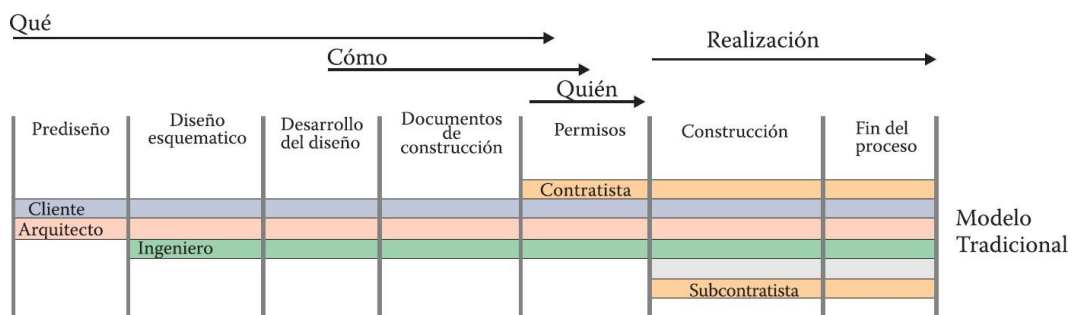 Qué
Realización
Cómo
Quién
Prediseño
Diseño
esquematico
Desarrollo
del diseño
Documentos
de
construcción
Permisos
Construcción
Fin del
proceso
Contratista
Cliente
Arquitecto
Ingeniero
Subcontratista
Modelo
Tradicional